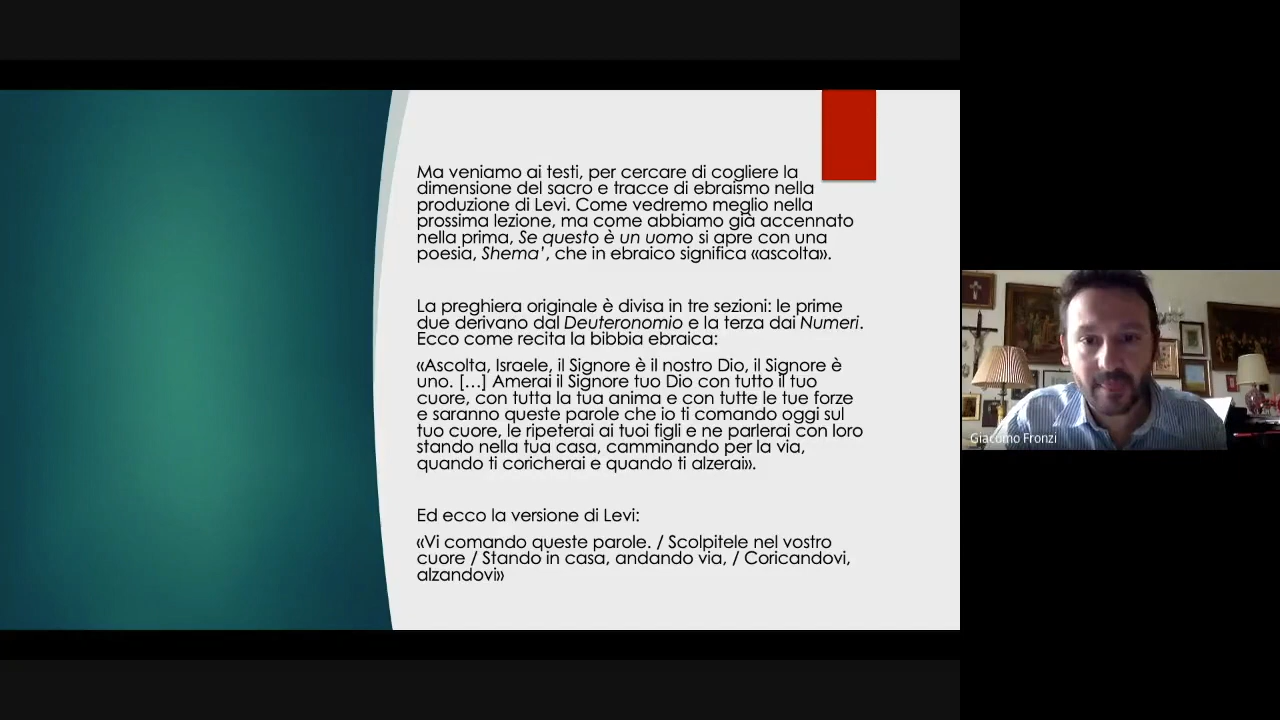 Ma veniamo ai testi, per cercare di cogliere la
dimensione del sacro e tracce di ebraismo nella
produzione di Levi. Come vedremo meglio nella
prossima lezione, ma come abbiamo già accennato
nella prima, Se questo è un uomo si apre con una
poesia, Shema', che in ebraico significa «ascolta».
La preghiera originale è divisa in tre sezioni: le prime
due derivano dal Deuteronomio e la terza dai Numeri.
Ecco come recita la bibbia ebraica:
«Ascolta, Israele, il Signore è il nostro Dio, il Signore è
uno. […] Amerai il Signore tuo Dio con tutto il tuo
cuore, con tutta la tua anima e con tutte le tue forze
e saranno queste parole che io ti comando oggi sul
tuo cuore, le ripeterai ai tuoi figli e ne parlerai con loro
stando nella tua casa, camminando per la via,
quando ti coricherai e quando ti alzerai».
Ed ecco la versione di Levi:
«Vi comando queste parole. / Scolpitele nel vostro
cuore / Stando in casa, andando via, / Coricandovi,
alzandovi»
Giacomo Fronzi